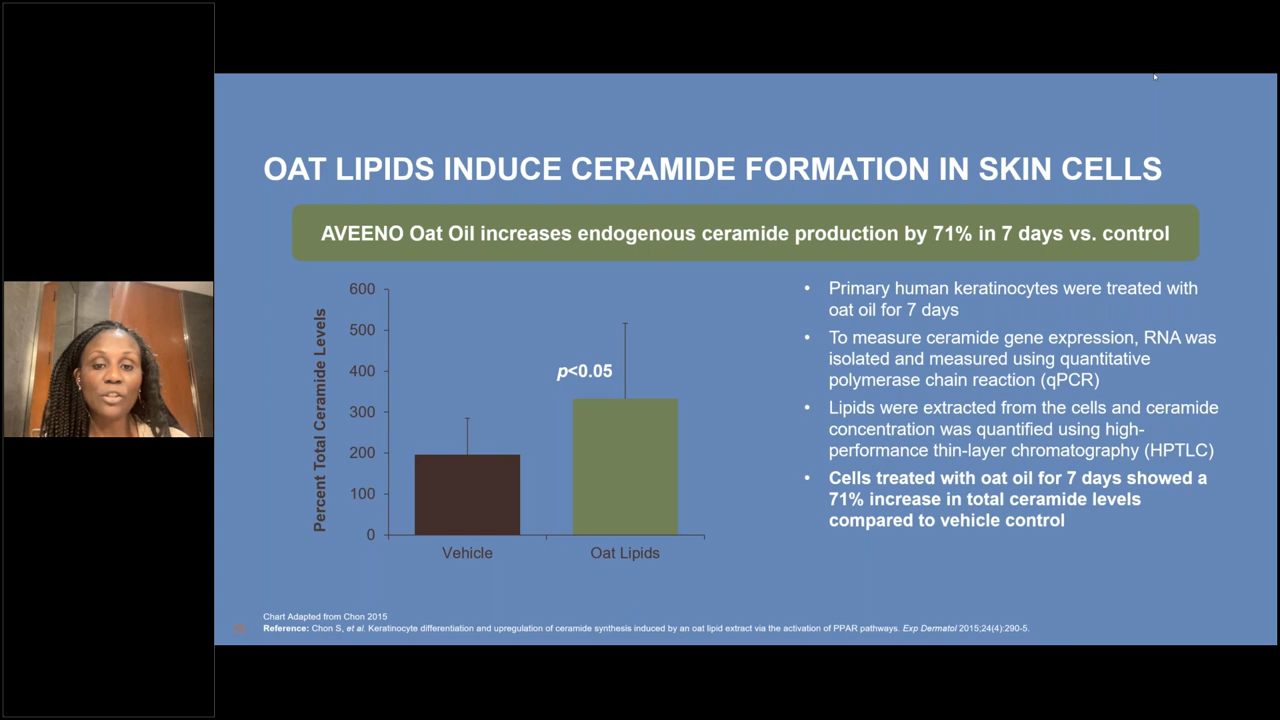 OAT LIPIDS INDUCE CERAMIDE FORMATION IN SKIN CELLS
AVEENO Oat Oil increases endogenous ceramide production by 71% in 7 days vs. control
Percent Total Ceramide Levels
600
500
400
300
200
100
0
p<0.05
Vehicle
Oat Lipids
• Primary human keratinocytes were treated with
oat oil for 7 days
• To measure ceramide gene expression, RNA was
isolated and measured using quantitative
polymerase chain reaction (qPCR)
• Lipids were extracted from the cells and ceramide
concentration was quantified using high-
performance thin-layer chromatography (HPTLC)
• Cells treated with oat oil for 7 days showed a
71% increase in total ceramide levels
compared to vehicle control
Chart Adapted from Chon 2015
Reference: Chon S, et al. Keratinocyte differentiation and upregulation of ceramide synthesis induced by an oat lipid extract via the activation of PPAR pathways. Exp Dermatol 2015;24(4):290-5.